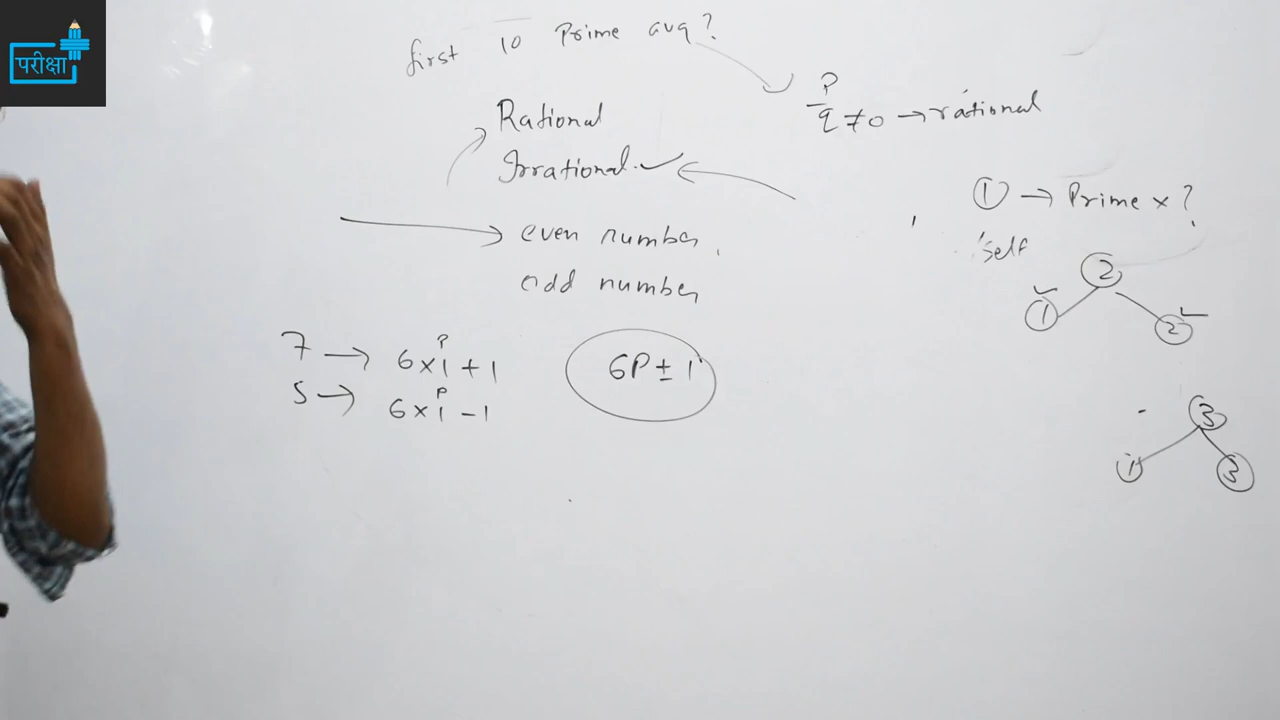 परीक्षा
first 10 Prime avg?
P
q ≠ 0 → rational
Rational
Irrational ✓
① → Prime × ?
self
even number
odd number
2
1 2
7 → 6×1+1
P
5 → 6×1-1
P
6P ± 1
3
1 3